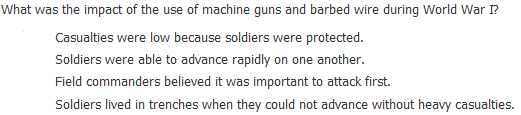 What was the impact of the use of machine guns and barbed wire during World War I?
Casualties were low because soldiers were protected.
Soldiers were able to advance rapidly on one another.
Field commanders believed it was important to attack first.
Soldiers lived in trenches when they could not advance without heavy casualties.